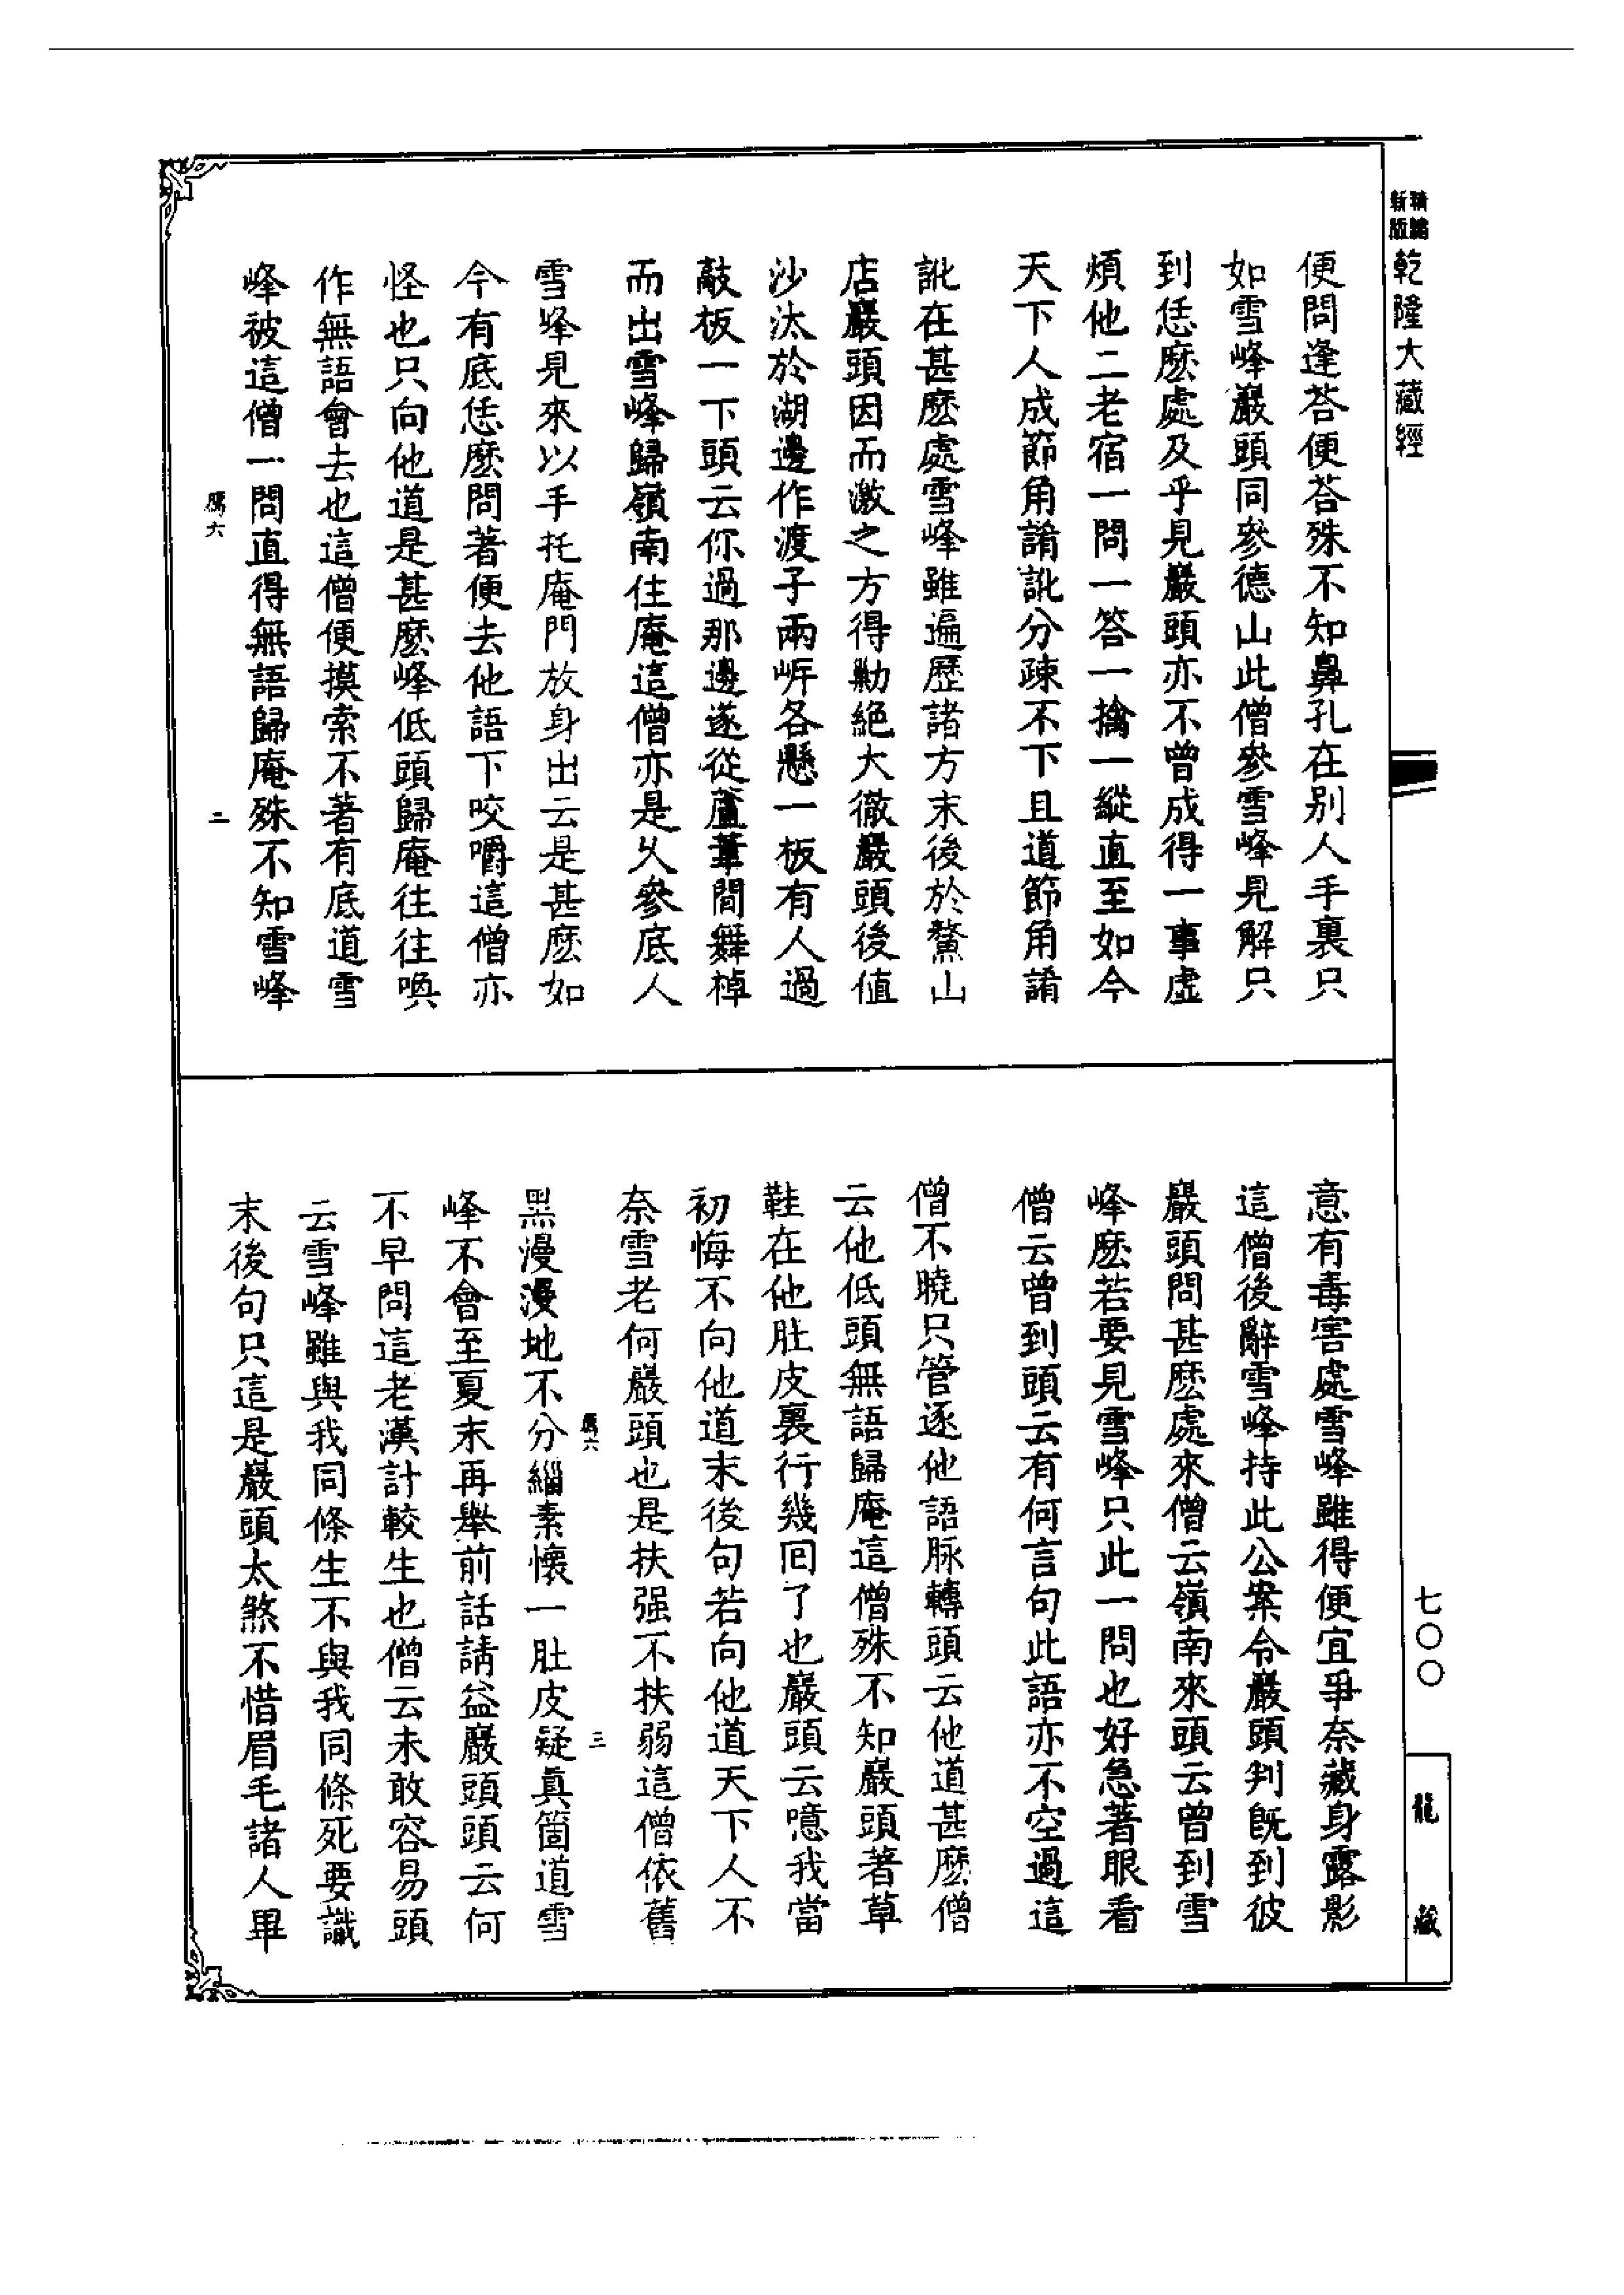 精編
新版
乾隆大藏經
便問逢荅便荅殊不知鼻孔在别人手裏只
如雪峰巖頭同參德山此僧參雪峰見解只
到恁麽處及乎見巖頭亦不曾成得一事虛
煩他二老宿一問一答一擒一縱直至如今
天下人成節角誵訛分疎不下且道節角誵
訛在甚麽處雪峰雖遍歷諸方末後於鰲山
店巖頭因而激之方得勦絕大徹巖頭後值
沙汰於湖邊作渡子兩岸各懸一板有人過
敲板一下頭云你過那邊遂從蘆葦間舞棹
而出雪峰歸嶺南住庵這僧亦是久參底人
雪峰見來以手托庵門放身出云是甚麽如
今有底恁麽問著便去他語下咬嚼這僧亦
怪也只向他道是甚麽峰低頭歸庵往往喚
作無語會去也這僧便摸索不著有底道雪
峰被這僧一問直得無語歸庵殊不知雪峰
二
意有毒害處雪峰雖得便宜爭奈藏身露影
這僧後辭雪峰持此公案令巖頭判既到彼
巖頭問甚麽處來僧云嶺南來頭云曾到雪
峰麽若要見雪峰只此一問也好急著眼看
僧云曾到頭云有何言句此語亦不空過這
僧不曉只管逐他語脉轉頭云他道甚麽僧
云他低頭無語歸庵這僧殊不知巖頭著草
鞋在他肚皮裏行幾回了也巖頭云噫我當
初悔不向他道末後句若向他道天下人不
奈雪老何巖頭也是扶强不扶弱這僧依舊
三
黑漫漫地不分緇素懷一肚皮疑真箇道雪
峰不會至夏末再舉前話請益巖頭頭云何
不早問這老漢計較生也僧云未敢容易頭
云雪峰雖與我同條生不與我同條死要識
末後句只這是巖頭太煞不惜眉毛諸人畢
七〇〇
龍藏